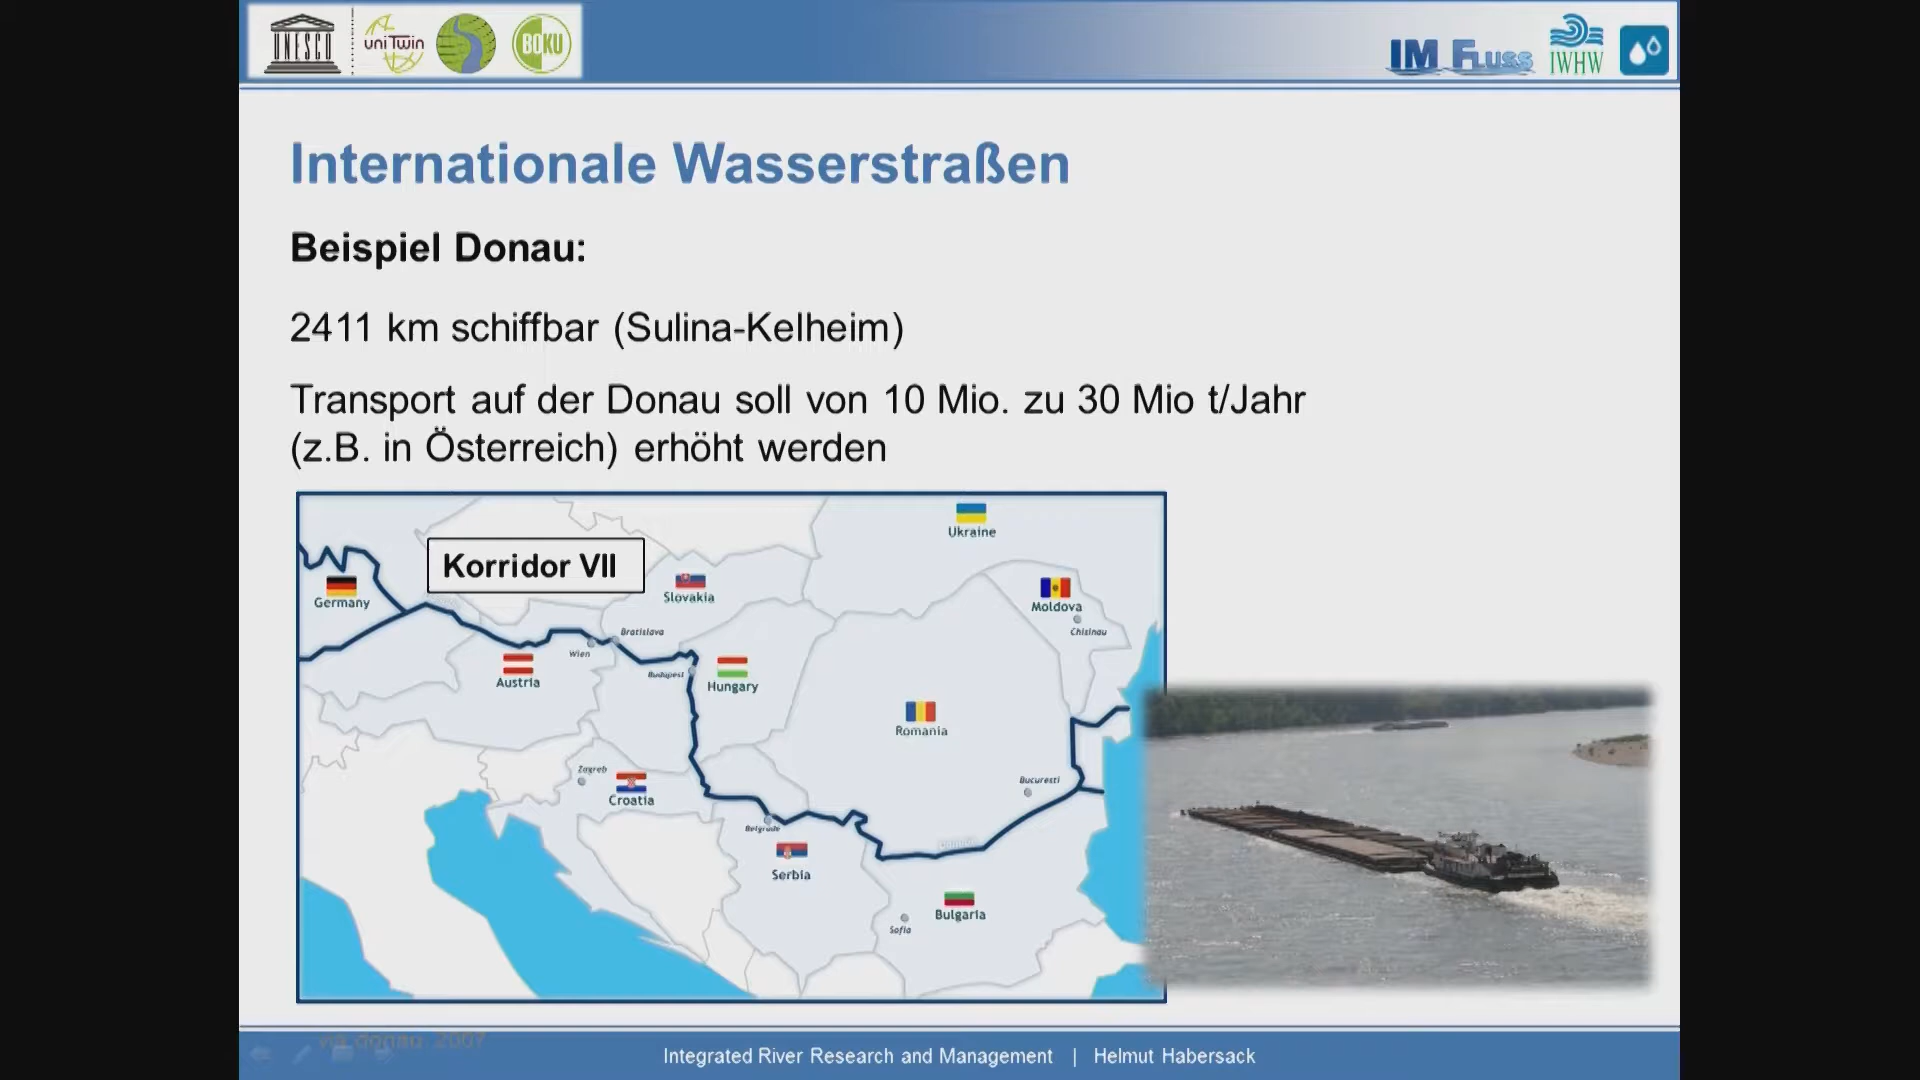 UNESCO
uniTwin
BOKU
IM FLUSS
IWHW
Internationale Wasserstraßen
Beispiel Donau:
2411 km schiffbar (Sulina-Kelheim)
Transport auf der Donau soll von 10 Mio. zu 30 Mio t/Jahr
(z.B. in Österreich) erhöht werden
Korridor VII
Ukraine
Germany
Slovakia
Moldova
Chisinau
Bratislava
Wien
Budapest
Austria
Hungary
Romania
Zagreb
Croatia
Bucuresti
Belgrade
Serbia
Bulgaria
Sofia
via donau, 2007
Integrated River Research and Management | Helmut Habersack